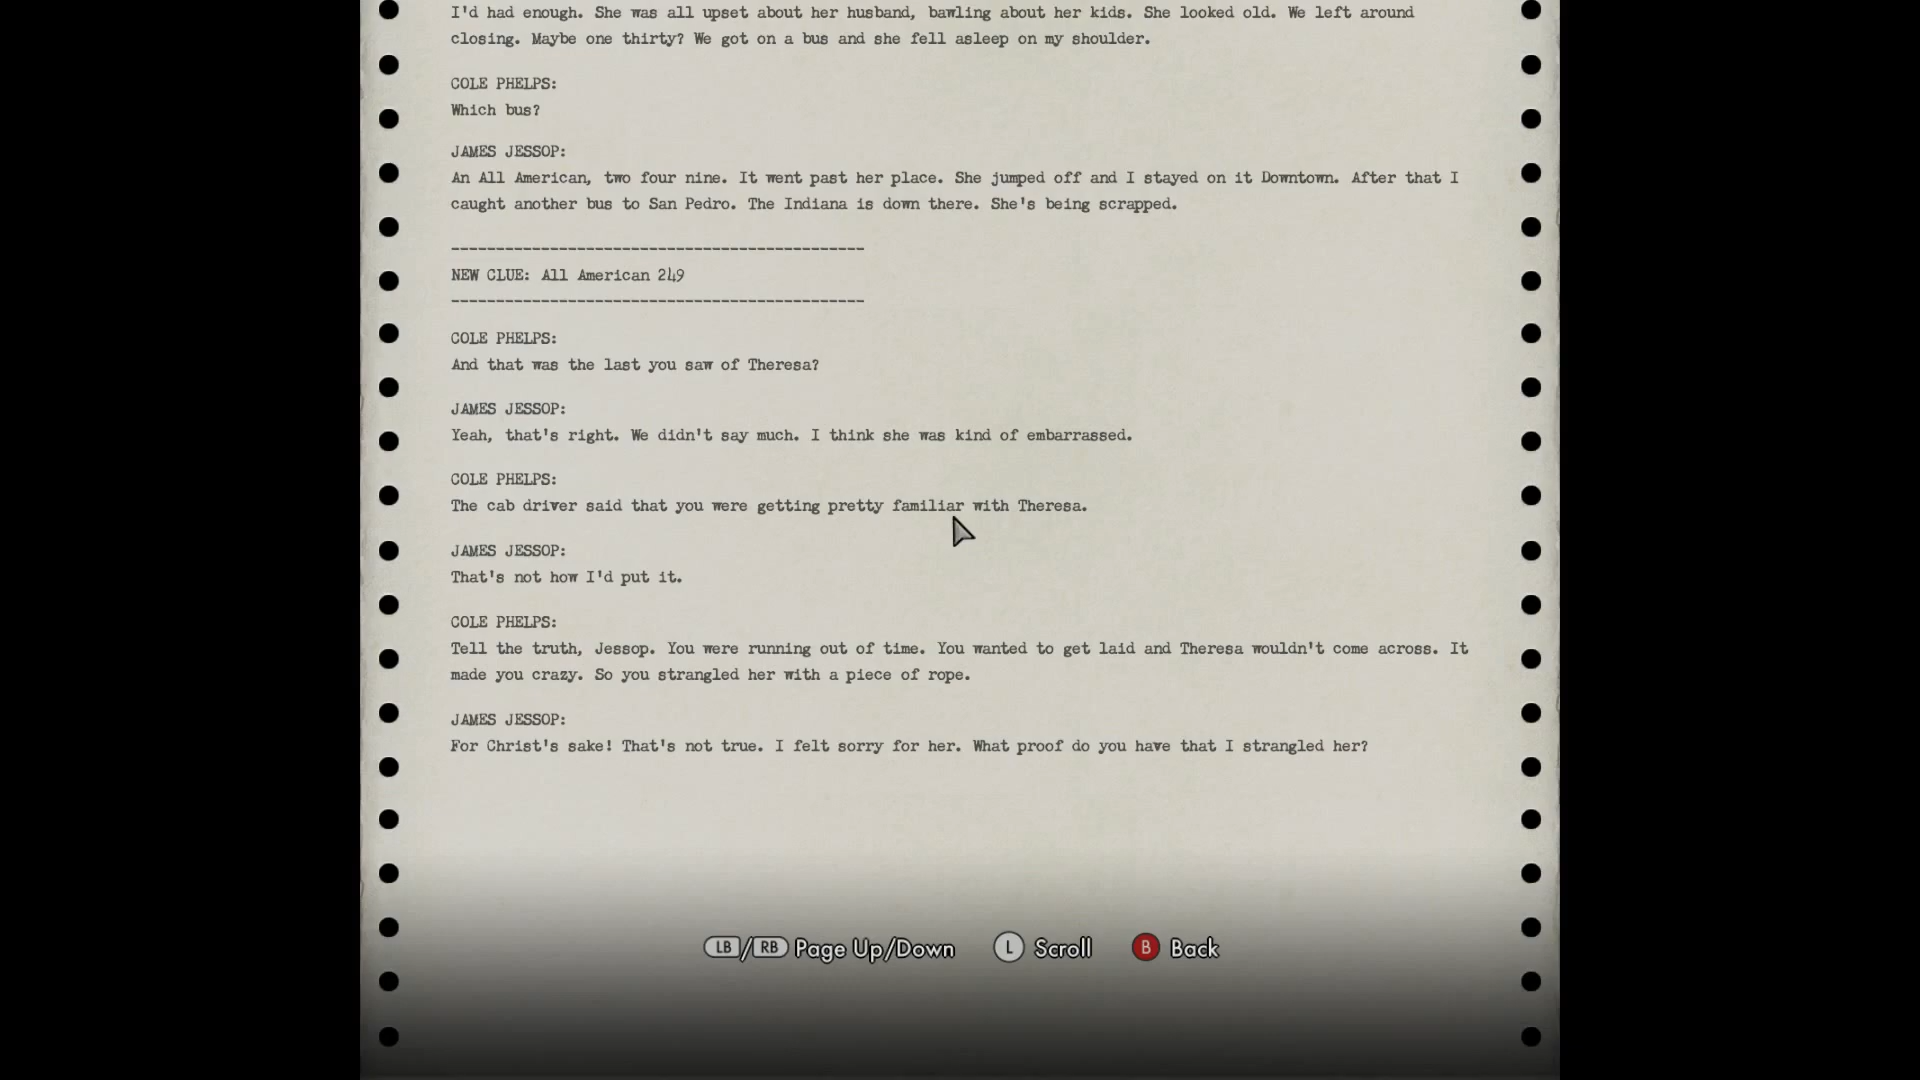 I'd had enough. She was all upset about her husband, bawling about her kids. She looked old. We left around
closing. Maybe one thirty? We got on a bus and she fell asleep on my shoulder.
COLE PHELPS:
Which bus?
JAMES JESSOP:
An All American, two four nine. It went past her place. She jumped off and I stayed on it Downtown. After that I
caught another bus to San Pedro. The Indiana is down there. She's being scrapped.
----------------------------------------------
NEW CLUE: All American 249
----------------------------------------------
COLE PHELPS:
And that was the last you saw of Theresa?
JAMES JESSOP:
Yeah, that's right. We didn't say much. I think she was kind of embarrassed.
COLE PHELPS:
The cab driver said that you were getting pretty familiar with Theresa.
JAMES JESSOP:
That's not how I'd put it.
COLE PHELPS:
Tell the truth, Jessop. You were running out of time. You wanted to get laid and Theresa wouldn't come across. It
made you crazy. So you strangled her with a piece of rope.
JAMES JESSOP:
For Christ's sake! That's not true. I felt sorry for her. What proof do you have that I strangled her?
LB/RB Page Up/Down L Scroll B Back